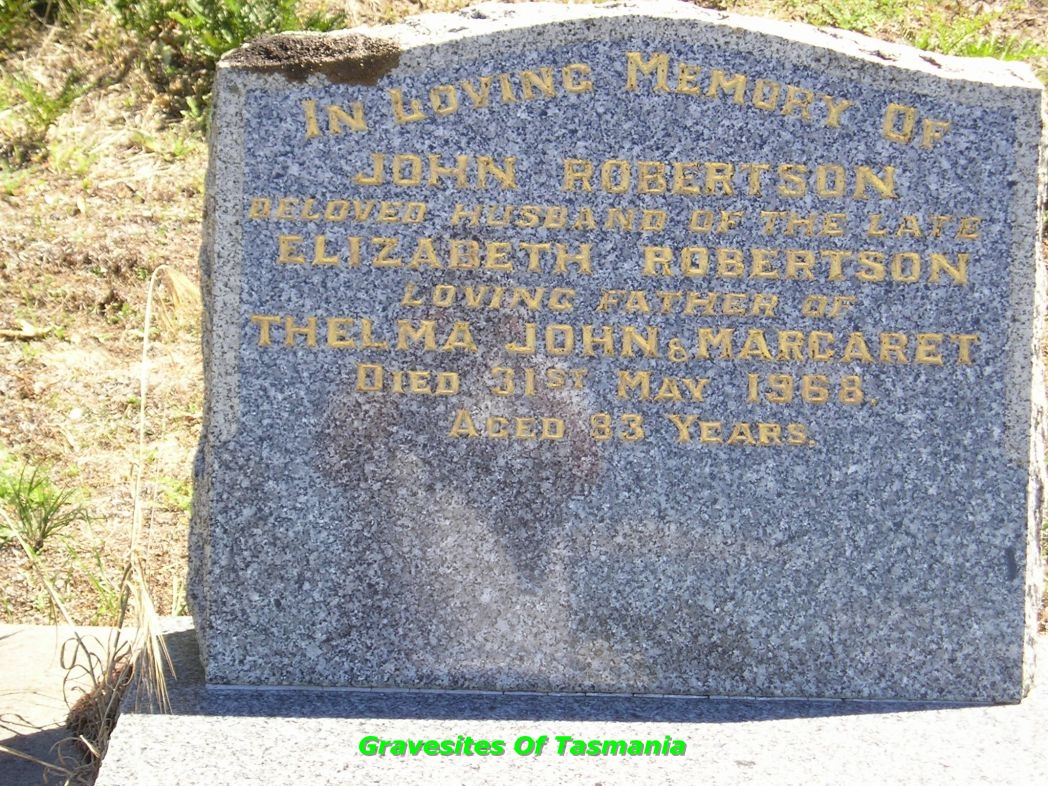 In Loving Memory Of
John Robertson
Beloved Husband of the late
Elizabeth Robertson
Loving Father of
Thelma John & Margaret
Died 31st May 1968.
Aged 83 Years.
Gravesites Of Tasmania